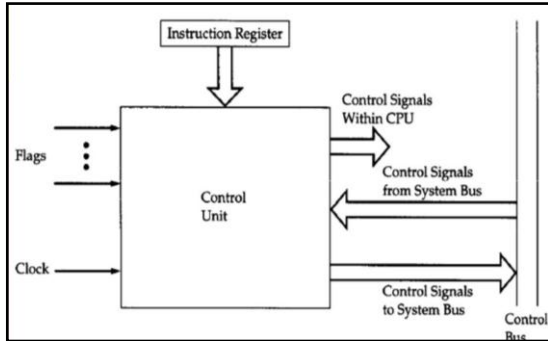 Instruction Register
Control Signals
Within CPU
Flags
Control Signals
from System Bus
Control
Unit
Clock
Control Signals
to System Bus
Control
Bus